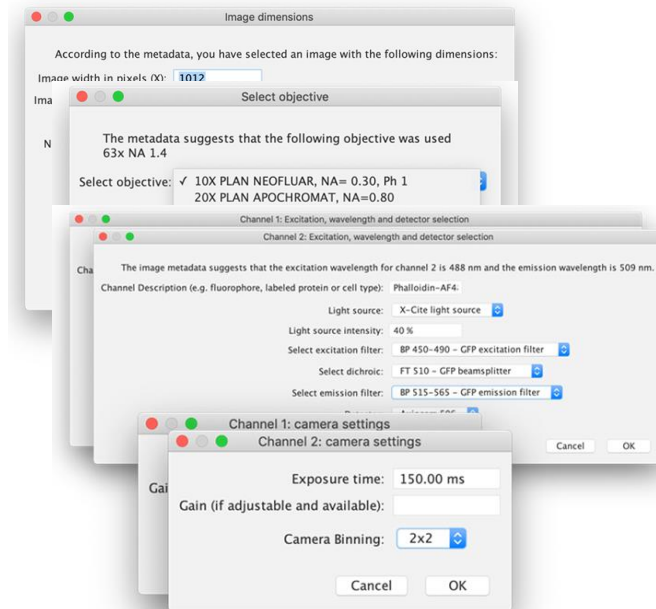 Image dimensions
According to the metadata, you have selected an image with the following dimensions:
Image width in pixels (X): 1012
Ima
N
Select objective
The metadata suggests that the following objective was used
63x NA 1.4
Select objective: ✓ 10X PLAN NEOFLUAR, NA= 0.30, Ph 1
20X PLAN APOCHROMAT, NA=0.80
Channel 1: Excitation, wavelength and detector selection
Cha
Channel 2: Excitation, wavelength and detector selection
The image metadata suggests that the excitation wavelength for channel 2 is 488 nm and the emission wavelength is 509 nm.
Channel Description (e.g. fluorophore, labeled protein or cell type): Phalloidin-AF4
Light source: X-Cite light source
Light source intensity: 40 %
Select excitation filter: BP 450-490 - GFP excitation filter
Select dichroic: FT 510 - GFP beamsplitter
Select emission filter: BP 515-565 - GFP emission filter
Cancel OK
Channel 1: camera settings
Gai
Channel 2: camera settings
Exposure time: 150.00 ms
Gain (if adjustable and available):
Camera Binning: 2x2
Cancel OK